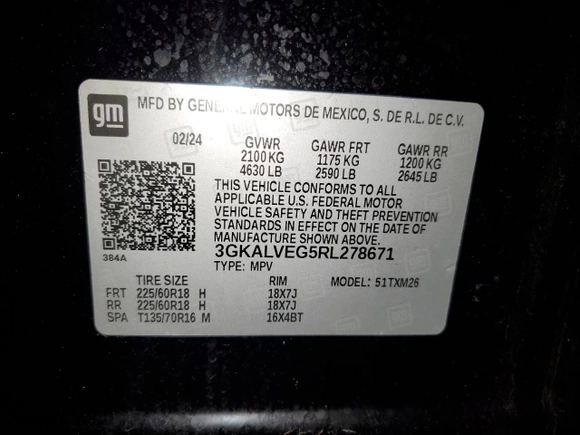 gm
MFD BY GENERAL MOTORS DE MEXICO, S. DE R.L. DE C.V.
02/24 GVWR GAWR FRT GAWR RR
2100 KG 1175 KG 1200 KG
4630 LB 2590 LB 2645 LB
THIS VEHICLE CONFORMS TO ALL
APPLICABLE U.S. FEDERAL MOTOR
VEHICLE SAFETY AND THEFT PREVENTION
STANDARDS IN EFFECT ON THE DATE OF
MANUFACTURE SHOWN ABOVE.
384A 3GKALVEG5RL278671
TYPE: MPV
TIRE SIZE RIM MODEL: 51TXM26
FRT 225/60R18 H 18X7J
RR 225/60R18 H 18X7J
SPA T135/70R16 M 16X4BT